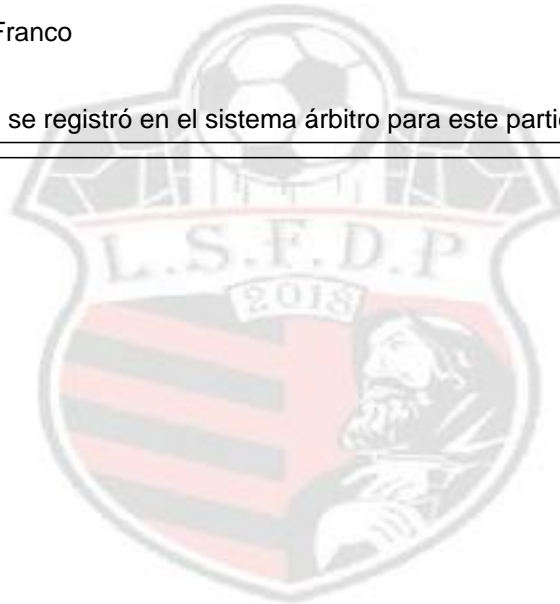 Franco
se registró en el sistema árbitro para este parti
L.S.F.D.P
2018